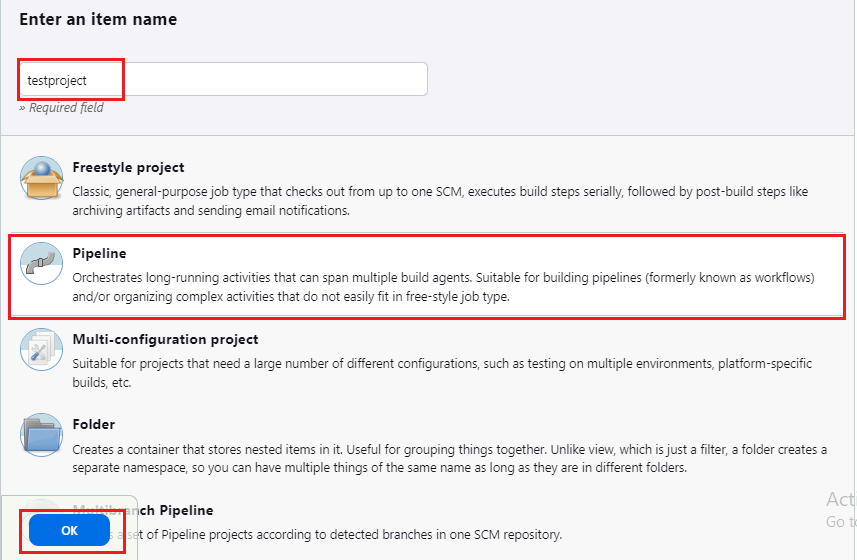 Enter an item name
testproject
» Required field
Freestyle project
Classic, general-purpose job type that checks out from up to one SCM, executes build steps serially, followed by post-build steps like
archiving artifacts and sending email notifications.
Pipeline
Orchestrates long-running activities that can span multiple build agents. Suitable for building pipelines (formerly known as workflows)
and/or organizing complex activities that do not easily fit in free-style job type.
Multi-configuration project
Suitable for projects that need a large number of different configurations, such as testing on multiple environments, platform-specific
builds, etc.
Folder
Creates a container that stores nested items in it. Useful for grouping things together. Unlike view, which is just a filter, a folder creates a
separate namespace, so you can have multiple things of the same name as long as they are in different folders.
Multibranch Pipeline
set of Pipeline projects according to detected branches in one SCM repository.
OK
Go to